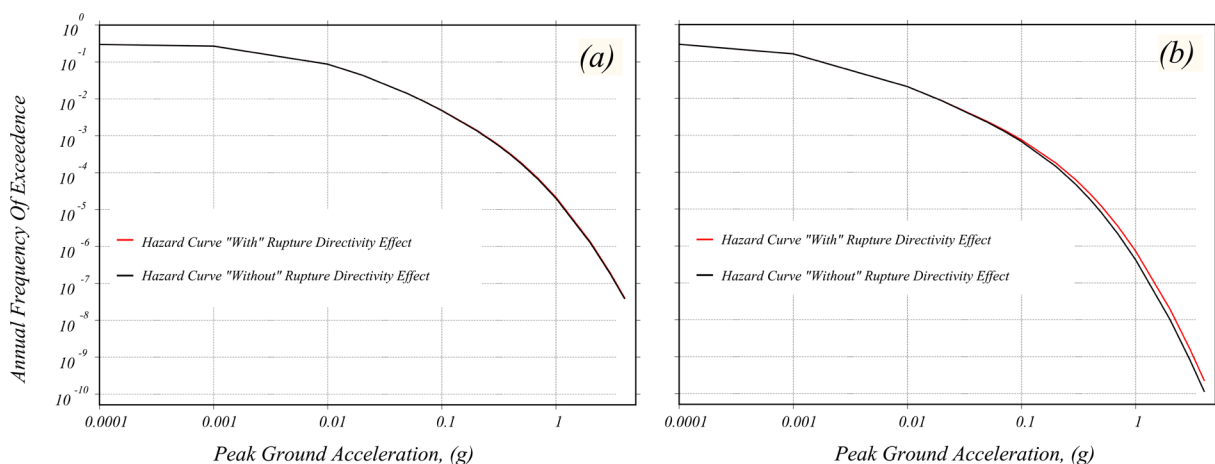 (a)
(b)
Annual Frequency Of Exceedence
10^0
10^-1
10^-2
10^-3
10^-4
10^-5
10^-6
10^-7
10^-8
10^-9
10^-10
Hazard Curve "With" Rupture Directivity Effect
Hazard Curve "Without" Rupture Directivity Effect
Hazard Curve "With" Rupture Directivity Effect
Hazard Curve "Without" Rupture Directivity Effect
0.0001 0.001 0.01 0.1 1
0.0001 0.001 0.01 0.1 1
Peak Ground Acceleration, (g)
Peak Ground Acceleration, (g)